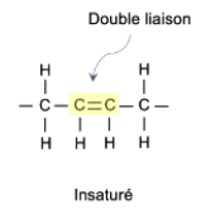 Double liaison
H H
– C – C = C – C –
H H H H
Insaturé